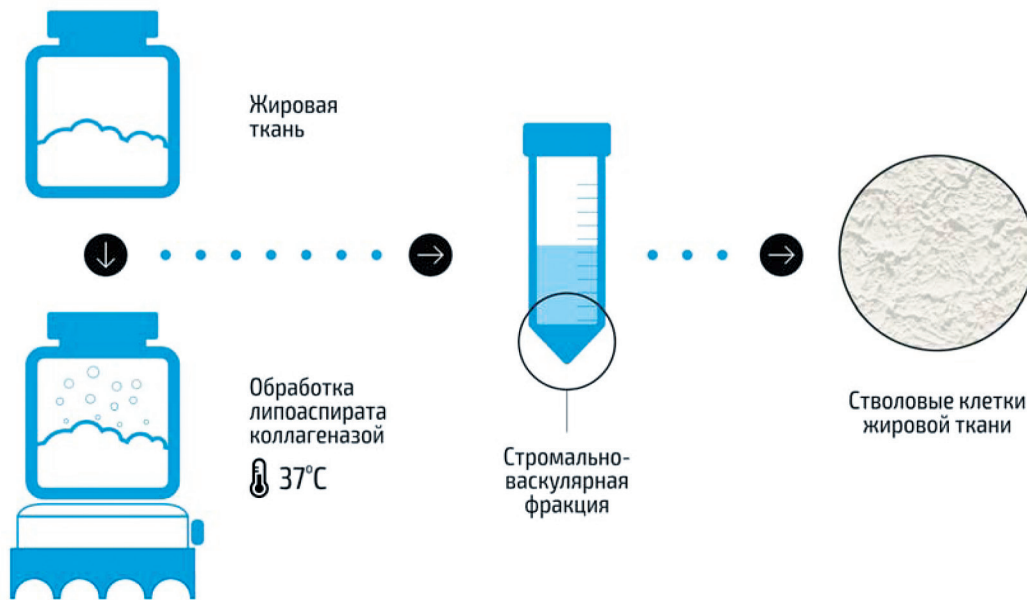 Жировая
ткань
Обработка
липоаспирата
коллагеназой
37°C
Стромально-
васкулярная
фракция
Стволовые клетки
жировой ткани